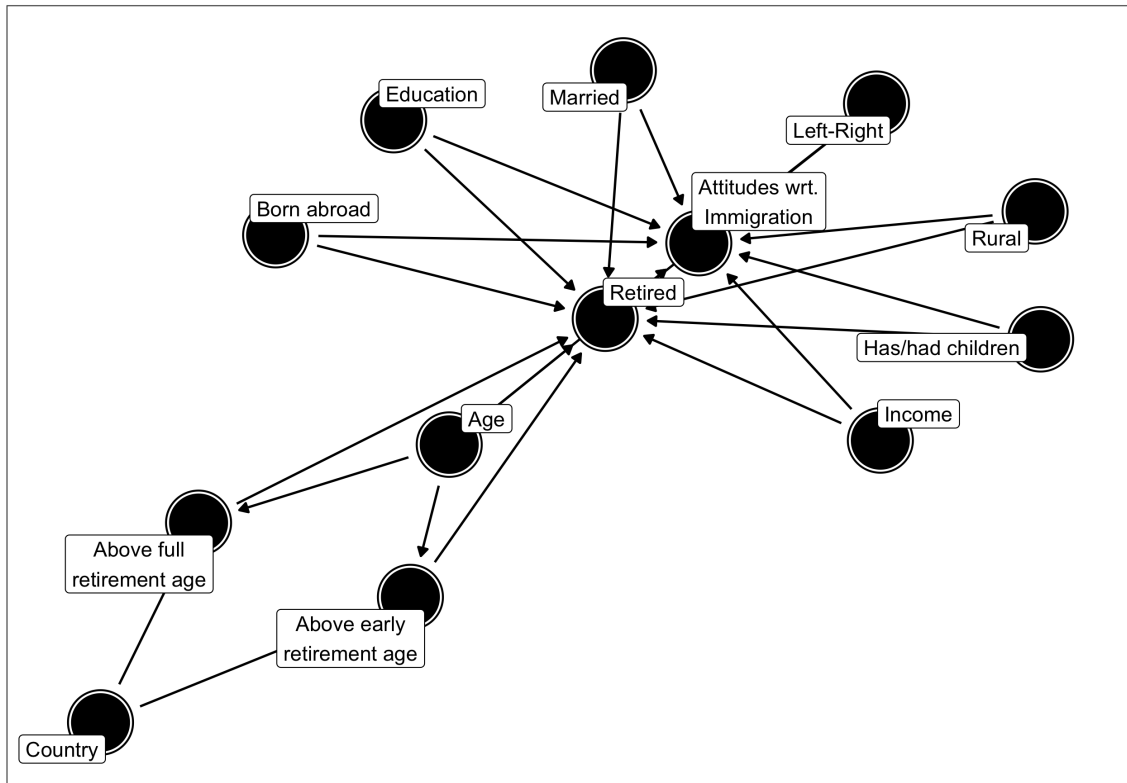 Education
Married
Left-Right
Attitudes wrt.
Immigration
Born abroad
Rural
Retired
Has/had children
Age
Income
Above full
retirement age
Above early
retirement age
Country